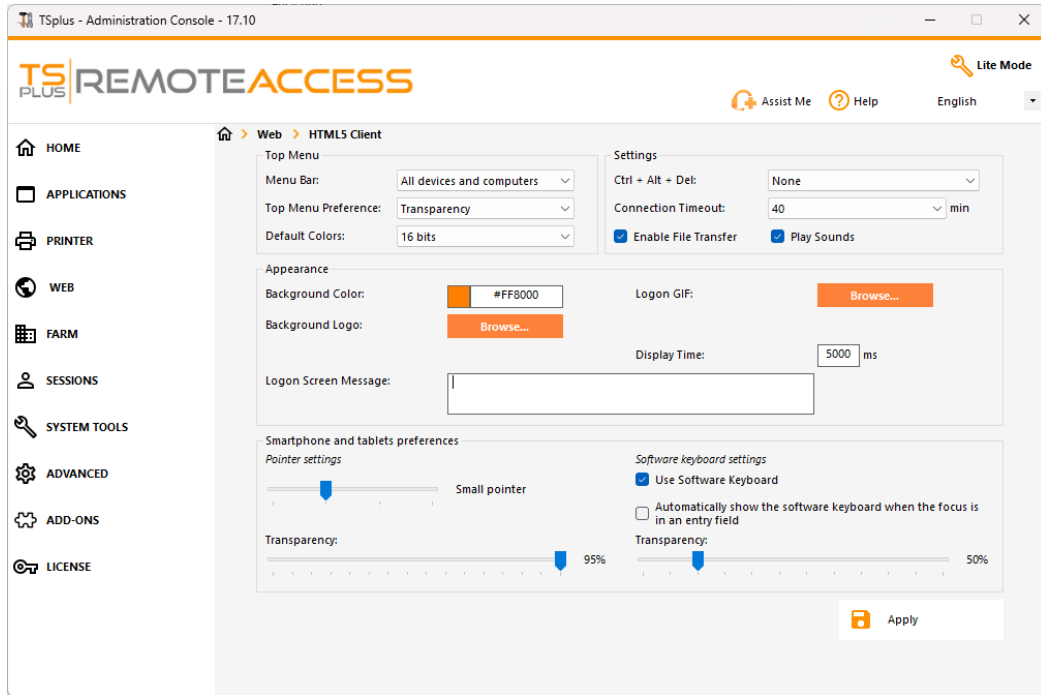 TSplus - Administration Console - 17.10
Lite Mode
TS PLUS REMOTEACCESS
Assist Me
Help
English
HOME
APPLICATIONS
PRINTER
WEB
FARM
SESSIONS
SYSTEM TOOLS
ADVANCED
ADD-ONS
LICENSE
Web > HTML5 Client
Top Menu
Menu Bar: All devices and computers
Top Menu Preference: Transparency
Default Colors: 16 bits
Settings
Ctrl + Alt + Del: None
Connection Timeout: 40 min
Enable File Transfer Play Sounds
Appearance
Background Color: #FF8000 Logon GIF: Browse...
Background Logo: Browse...
Display Time: 5000 ms
Logon Screen Message:
Smartphone and tablets preferences
Pointer settings
Small pointer
Transparency: 95%
Software keyboard settings
Use Software Keyboard
Automatically show the software keyboard when the focus is
in an entry field
Transparency: 50%
Apply